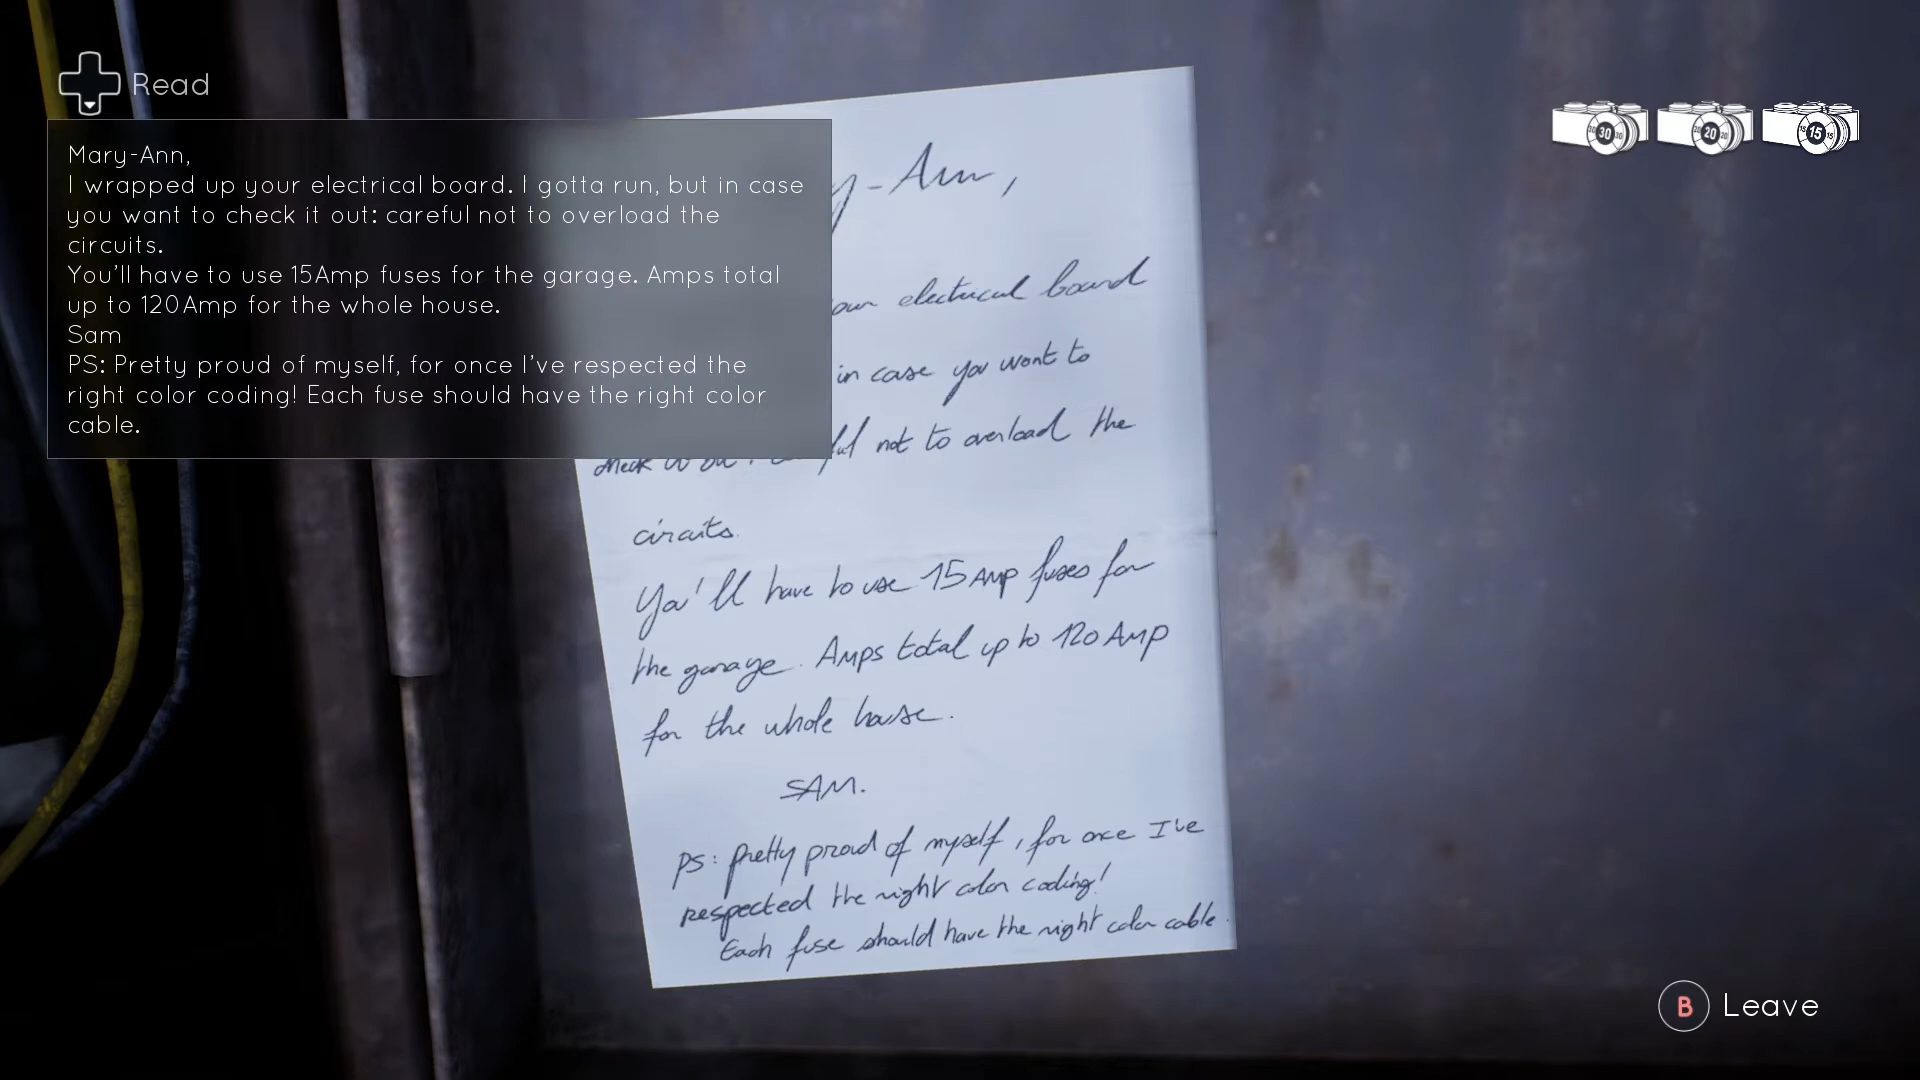 Read
Mary-Ann,
I wrapped up your electrical board. I gotta run, but in case
you want to check it out: careful not to overload the
circuits.
You'll have to use 15Amp fuses for the garage. Amps total
up to 120Amp for the whole house.
Sam
PS: Pretty proud of myself, for once I've respected the
right color coding! Each fuse should have the right color
cable.
30 30 30
20 20 20
15 15 15
y-Ann,
our electrical board
in case you want to
check it out: careful not to overload the
circuits.
You'll have to use 15 AMP fuses for
the garage. AMPS total up to 120 AMP
for the whole house.
SAM.
PS: pretty proud of myself, for once I've
respected the right color coding!
Each fuse should have the right color cable.
B Leave